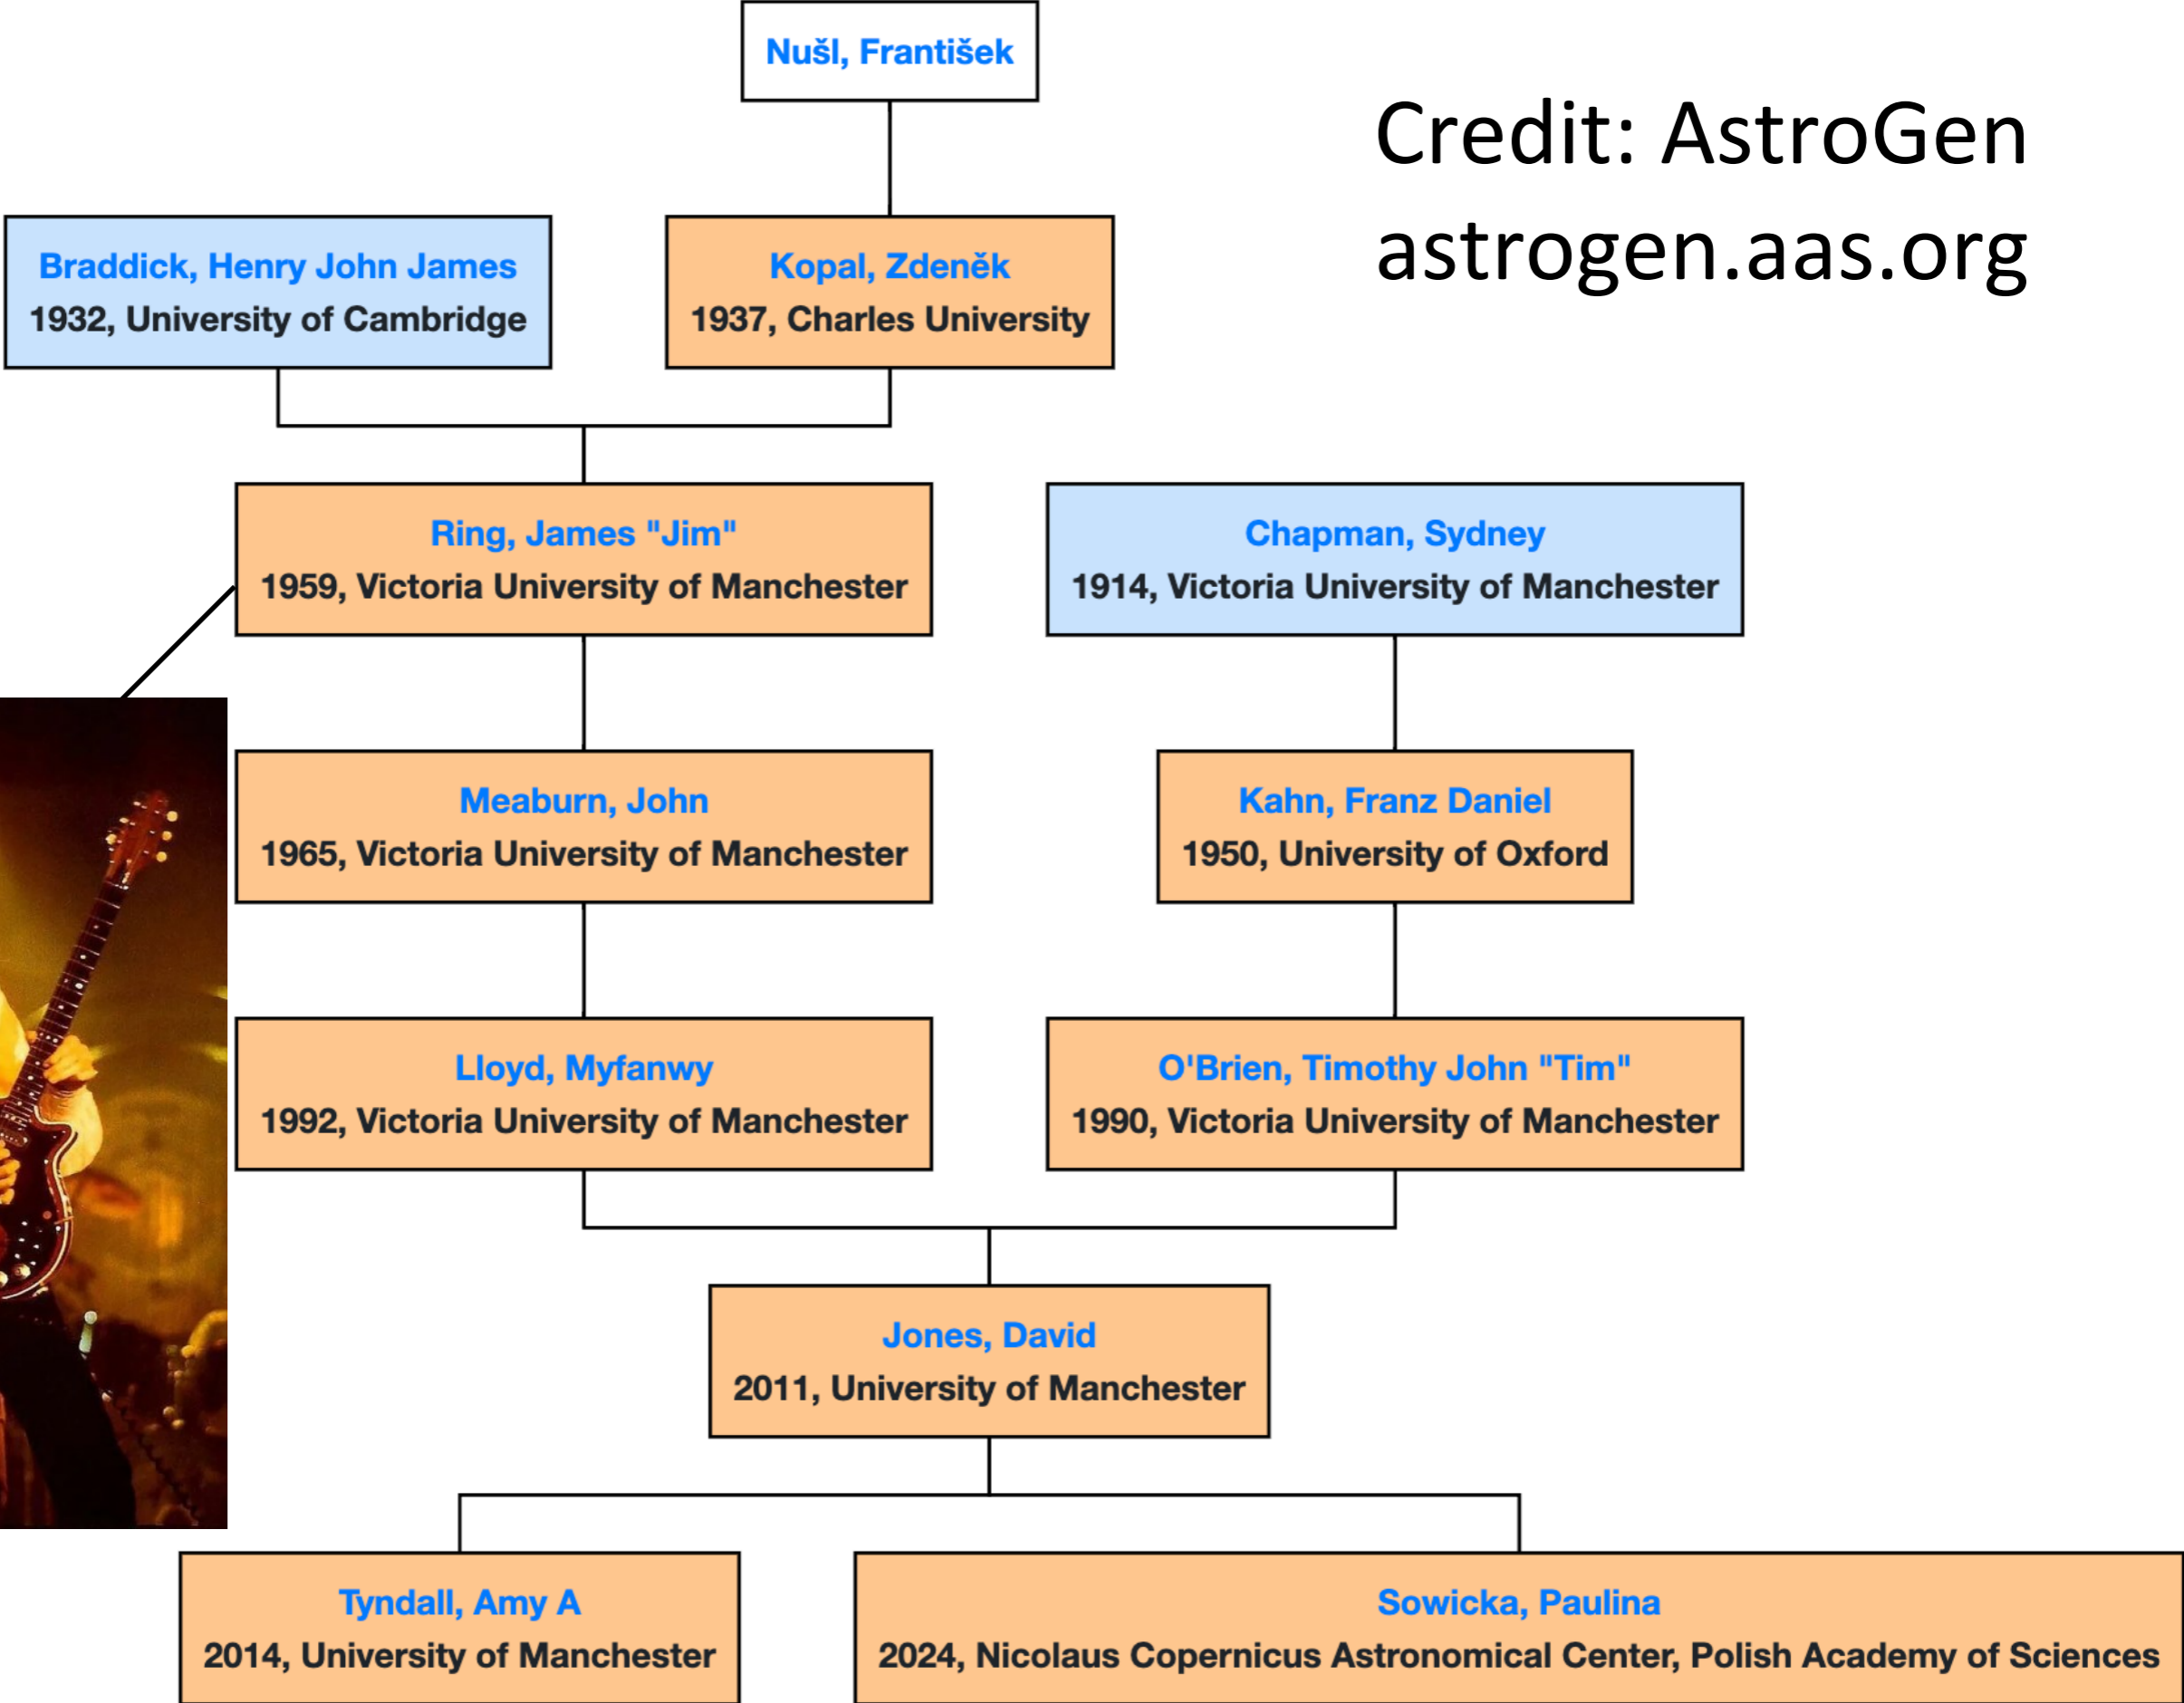 Nušl, František
Credit: AstroGen
astrogen.aas.org
Braddick, Henry John James
1932, University of Cambridge
Kopal, Zdeněk
1937, Charles University
Ring, James "Jim"
1959, Victoria University of Manchester
Chapman, Sydney
1914, Victoria University of Manchester
Meaburn, John
1965, Victoria University of Manchester
Kahn, Franz Daniel
1950, University of Oxford
Lloyd, Myfanwy
1992, Victoria University of Manchester
O'Brien, Timothy John "Tim"
1990, Victoria University of Manchester
Jones, David
2011, University of Manchester
Tyndall, Amy A
2014, University of Manchester
Sowicka, Paulina
2024, Nicolaus Copernicus Astronomical Center, Polish Academy of Sciences